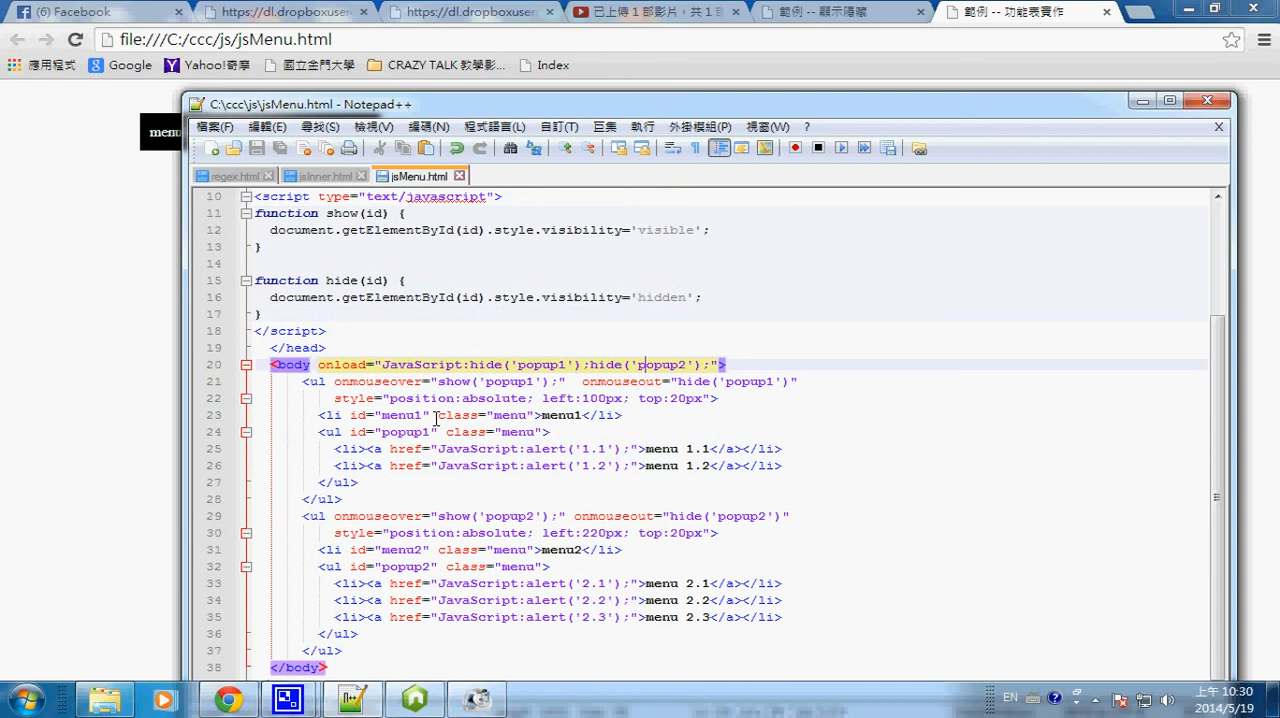 (6) Facebook
https://dl.dropboxuser
https://dl.dropboxuser
已上傳 1 部影片，共 1 部
範例 -- 顯示隱藏
範例 -- 功能表實作
file:///C:/ccc/js/jsMenu.html
應用程式 Google Yahoo!奇摩 國立金門大學 CRAZY TALK 教學影... Index
menu
C:\ccc\js\jsMenu.html - Notepad++
檔案(F) 編輯(E) 尋找(S) 檢視(V) 編碼(N) 程式語言(L) 自訂(T) 巨集 執行 外掛模組(P) 視窗(W) ? X
regex.html jsInner.html jsMenu.html
10 <script type="text/javascript">
11 function show(id) {
12 document.getElementById(id).style.visibility='visible';
13 }
14
15 function hide(id) {
16 document.getElementById(id).style.visibility='hidden';
17 }
18 </script>
19 </head>
20 <body onload="JavaScript:hide('popup1');hide('popup2');">
21 <ul onmouseover="show('popup1');"  onmouseout="hide('popup1')"
22 style="position:absolute; left:100px; top:20px">
23 <li id="menu1" class="menu">menu1</li>
24 <ul id="popup1" class="menu">
25 <li><a href="JavaScript:alert('1.1');">menu 1.1</a></li>
26 <li><a href="JavaScript:alert('1.2');">menu 1.2</a></li>
27 </ul>
28 </ul>
29 <ul onmouseover="show('popup2');" onmouseout="hide('popup2')"
30 style="position:absolute; left:220px; top:20px">
31 <li id="menu2" class="menu">menu2</li>
32 <ul id="popup2" class="menu">
33 <li><a href="JavaScript:alert('2.1');">menu 2.1</a></li>
34 <li><a href="JavaScript:alert('2.2');">menu 2.2</a></li>
35 <li><a href="JavaScript:alert('2.3');">menu 2.3</a></li>
36 </ul>
37 </ul>
38 </body>
EN
上午 10:30
2014/5/19